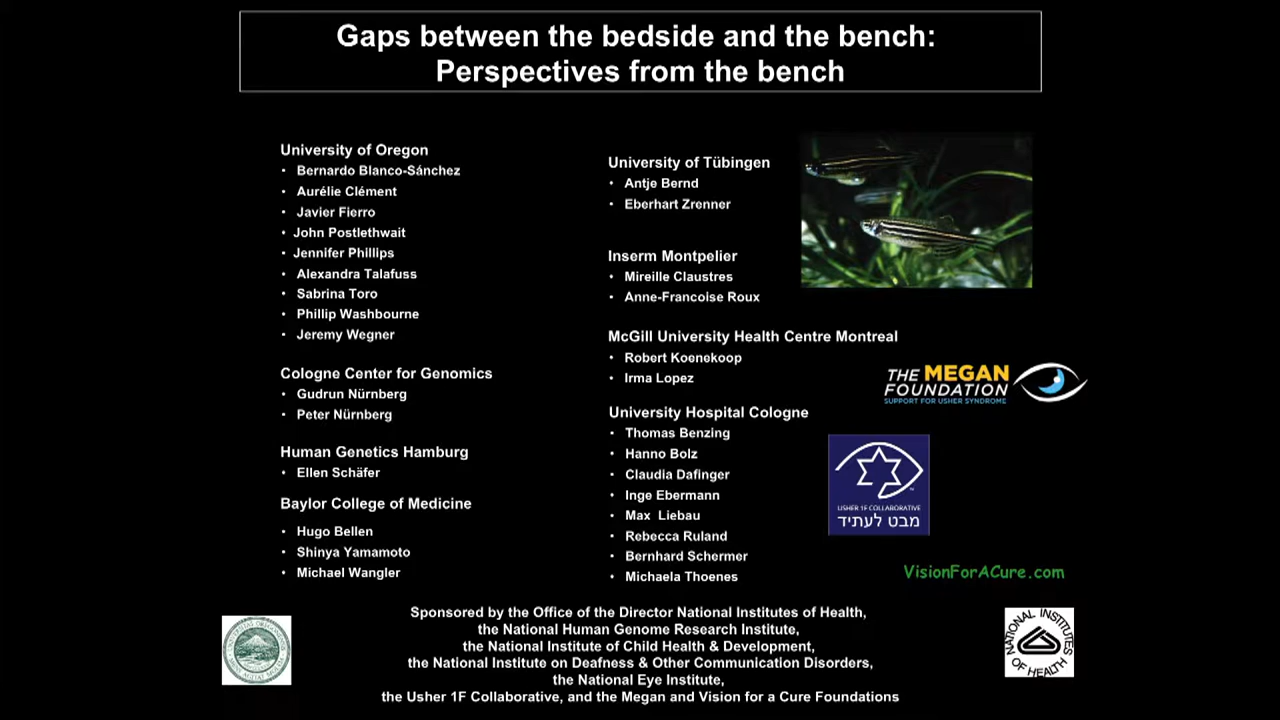 Gaps between the bedside and the bench:
Perspectives from the bench
University of Oregon
• Bernardo Blanco-Sánchez
• Aurélie Clément
• Javier Fierro
• John Postlethwait
• Jennifer Phillips
• Alexandra Talafuss
• Sabrina Toro
• Phillip Washbourne
• Jeremy Wegner
Cologne Center for Genomics
• Gudrun Nürnberg
• Peter Nürnberg
Human Genetics Hamburg
• Ellen Schäfer
Baylor College of Medicine
• Hugo Bellen
• Shinya Yamamoto
• Michael Wangler
University of Tübingen
• Antje Bernd
• Eberhart Zrenner
Inserm Montpelier
• Mireille Claustres
• Anne-Francoise Roux
McGill University Health Centre Montreal
• Robert Koenekoop
• Irma Lopez
University Hospital Cologne
• Thomas Benzing
• Hanno Bolz
• Claudia Dafinger
• Inge Ebermann
• Max Liebau
• Rebecca Ruland
• Bernhard Schermer
• Michaela Thoenes
THE MEGAN
FOUNDATION
SUPPORT FOR USHER SYNDROME
USHER 1F COLLABORATIVE
מבט לעתיד
VisionForACure.com
Sponsored by the Office of the Director National Institutes of Health,
the National Human Genome Research Institute,
the National Institute of Child Health & Development,
the National Institute on Deafness & Other Communication Disorders,
the National Eye Institute,
the Usher 1F Collaborative, and the Megan and Vision for a Cure Foundations
NATIONAL INSTITUTES
OF HEALTH